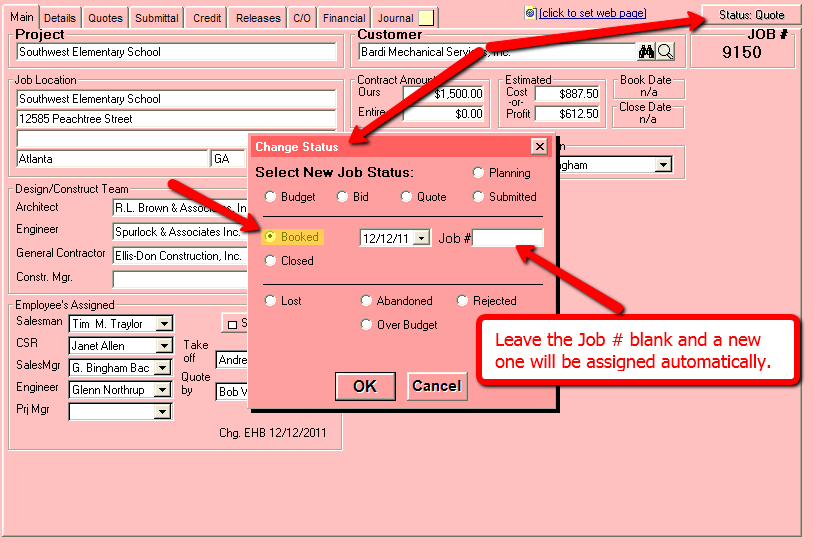 Main Details Quotes Submittal Credit Releases C/O Financial Journal
(click to set web page)
Status: Quote
Project
Southwest Elementary School
Customer
Bardi Mechanical Services, Inc.
JOB #
9150
Job Location
Southwest Elementary School
12585 Peachtree Street
Atlanta GA
Contract Amount
Ours $1,500.00
Entire $0.00
Estimated
Cost $887.50
-or-
Profit $612.50
Book Date
n/a
Close Date
n/a
Design/Construct Team
Architect R.L. Brown & Associates, In
Engineer Spurlock & Associates Inc.
General Contractor Ellis-Don Construction, Inc.
Constr. Mgr.
Employee's Assigned
Salesman Tim M. Traylor
CSR Janet Allen
SalesMgr G. Bingham Bac
Engineer Glenn Northrup
Prj Mgr
S
Take
off Andre
Quote
by Bob V
Chg. EHB 12/12/2011
n
gham
Change Status
Select New Job Status:
Planning
Budget Bid Quote Submitted
Booked 12/12/11 Job #
Closed
Lost Abandoned Rejected
Over Budget
OK Cancel
Leave the Job # blank and a new
one will be assigned automatically.